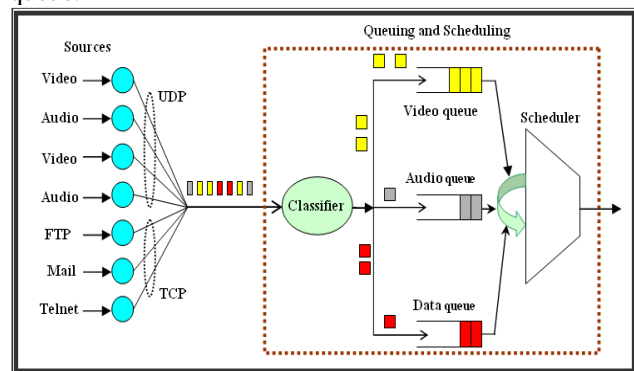 Queuing and Scheduling
Sources
Video
UDP
Video queue
Scheduler
Audio
Video
Audio queue
Audio
Classifier
FTP
Mail
TCP
Data queue
Telnet